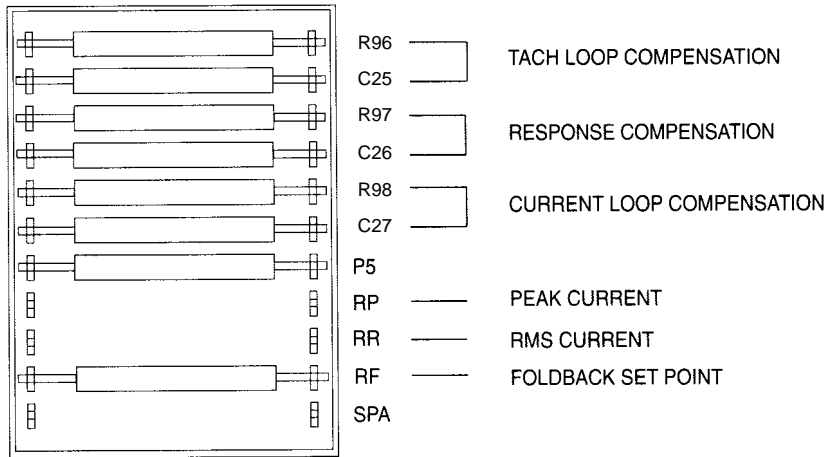 R96
TACH LOOP COMPENSATION
C25
R97
RESPONSE COMPENSATION
C26
R98
CURRENT LOOP COMPENSATION
C27
P5
RP PEAK CURRENT
RR RMS CURRENT
RF FOLDBACK SET POINT
SPA